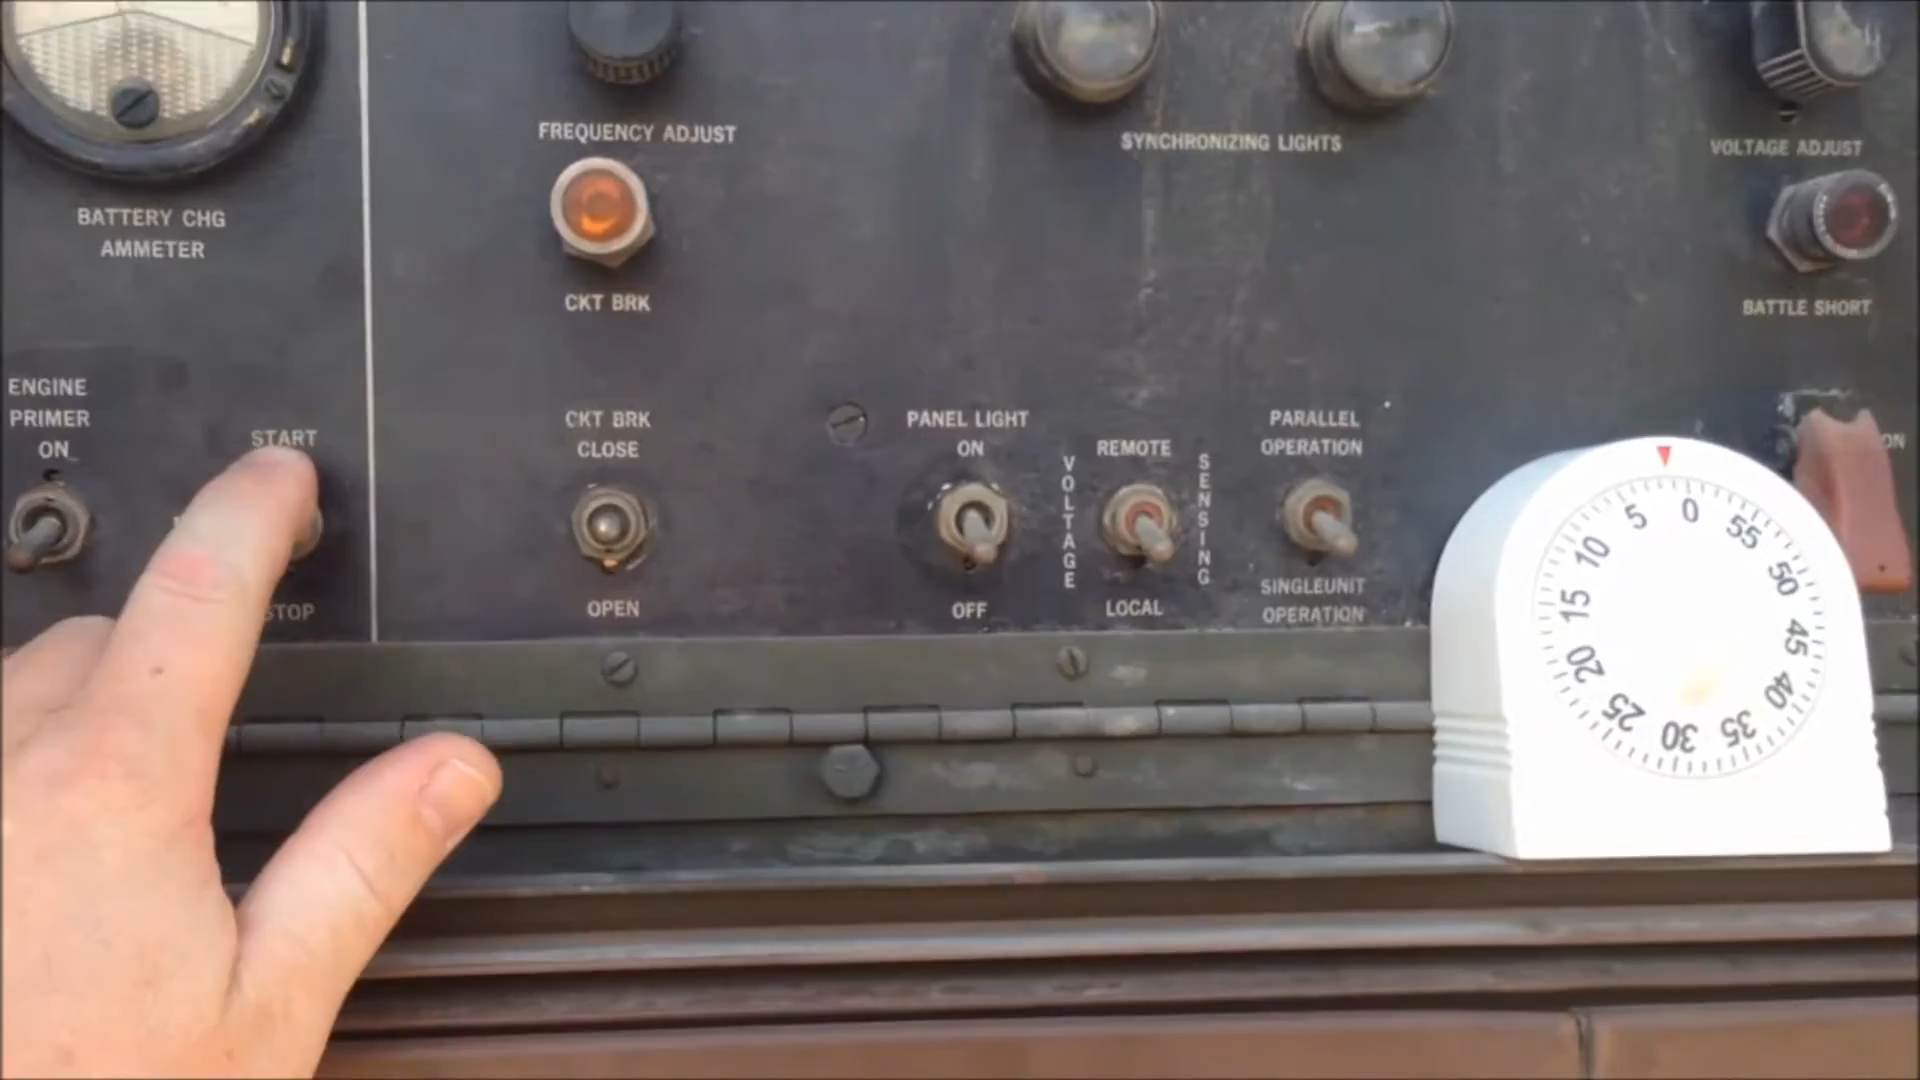 FREQUENCY ADJUST
SYNCHRONIZING LIGHTS
VOLTAGE ADJUST
BATTERY CHG
AMMETER
CKT BRK
BATTLE SHORT
ENGINE
PRIMER
ON
START
STOP
CKT BRK
CLOSE
OPEN
PANEL LIGHT
ON
OFF
VOLTAGE
REMOTE
LOCAL
SENSING
PARALLEL
OPERATION
SINGLEUNIT
OPERATION
ON
0
55
50
45
40
35
30
25
20
15
10
5